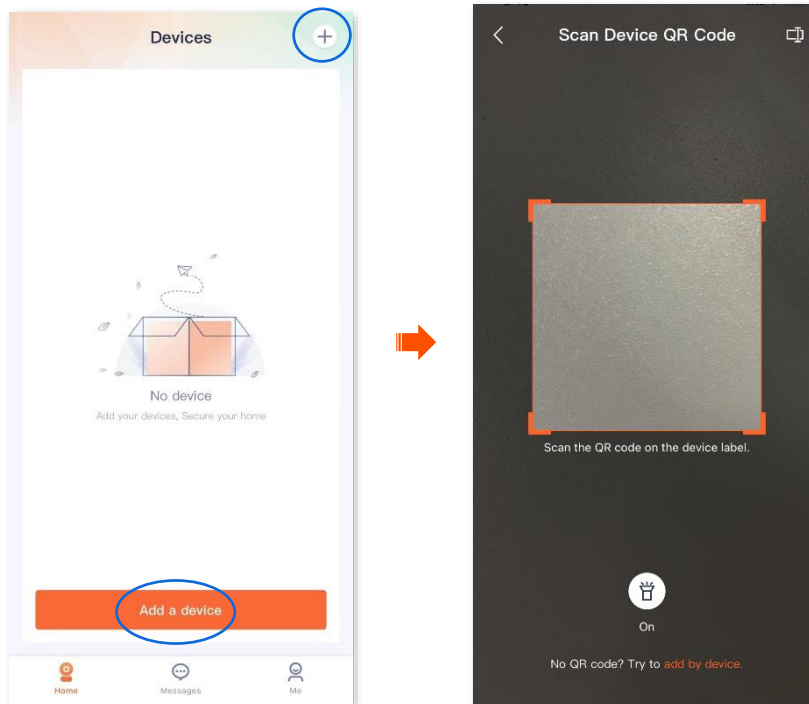 Devices
No device
Add your devices, Secure your home
Add a device
Home
Messages
Me
Scan Device QR Code
Scan the QR code on the device label.
On
No QR code? Try to add by device.